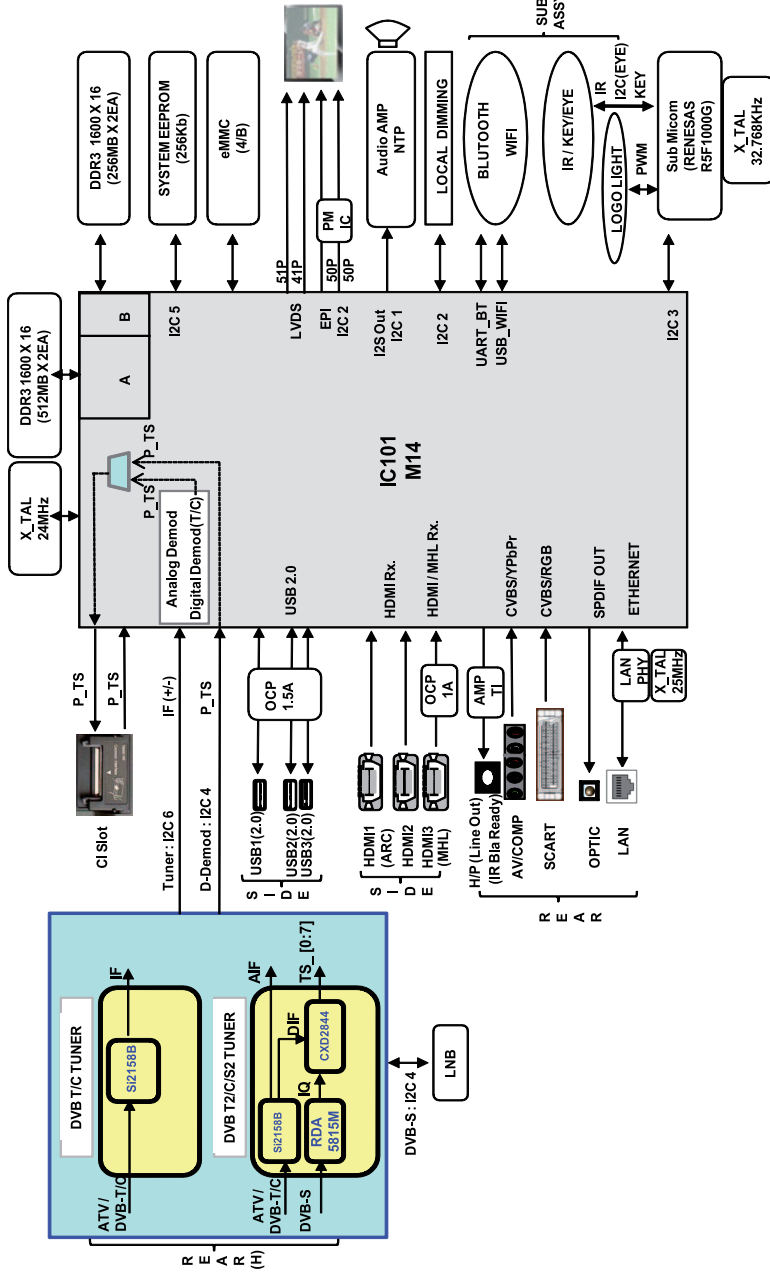 R E A R (H)
ATV /
DVB-T/C
DVB T/C TUNER
Si2158B
IF
DVB T2/C/S2 TUNER
ATV /
DVB-T/C
DVB-S
Si2158B
RDA
5815M
IQ
DIF
CXD2844
AIF
TS_ [0:7]
DVB-S : I2C 4
LNB
CI Slot
P_TS
P_TS
Tuner : I2C 6
IF (+/-)
D-Demod : I2C 4
P_TS
S I D E
USB1(2.0)
USB2(2.0)
USB3(2.0)
OCP
1.5A
USB 2.0
S I D E
HDMI1
(ARC)
HDMI2
HDMI3
(MHL)
OCP
1A
HDMI Rx.
HDMI / MHL Rx.
R E A R
H/P (Line Out)
(IR Bla Ready)
AV/COMP
SCART
OPTIC
LAN
AMP
TI
LAN
PHY
X_TAL
25MHz
CVBS/YPbPr
CVBS/RGB
SPDIF OUT
ETHERNET
X_TAL
24MHz
DDR3 1600 X 16
(512MB X 2EA)
A
B
P_TS
P_TS
Analog Demod
Digital Demod(T/C)
IC101
M14
I2C 5
LVDS
EPI
I2C 2
I2S Out
I2C 1
I2C 2
UART_BT
USB_WIFI
I2C 3
51P
41P
50P
50P
PM
IC
DDR3 1600 X 16
(256MB X 2EA)
SYSTEM EEPROM
(256Kb)
eMMC
(4/B)
Audio AMP
NTP
LOCAL DIMMING
SUB
ASS
BLUTOOTH
WIFI
IR / KEY/EYE
LOGO LIGHT
IR
I2C(EYE)
KEY
PWM
Sub Micom
(RENESAS
R5F1000G)
X_TAL
32.768KHz